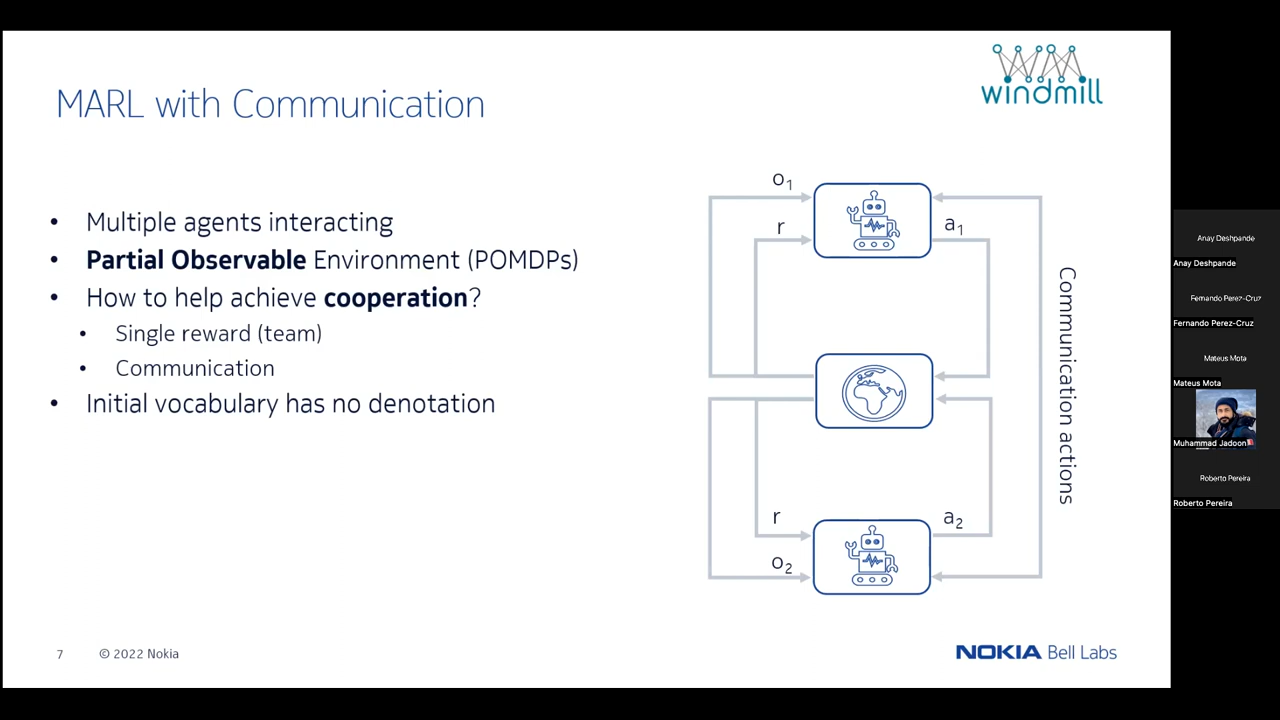 windmill
MARL with Communication
• Multiple agents interacting
• Partial Observable Environment (POMDPs)
• How to help achieve cooperation?
• Single reward (team)
• Communication
• Initial vocabulary has no denotation
o1
r
a1
Communication actions
r
a2
o2
7 © 2022 Nokia
NOKIA Bell Labs
Anay Deshpande
Anay Deshpande
Fernando Perez-Cruz
Fernando Perez-Cruz
Mateus Mota
Mateus Mota
Muhammad Jadoon
Roberto Pereira
Roberto Pereira